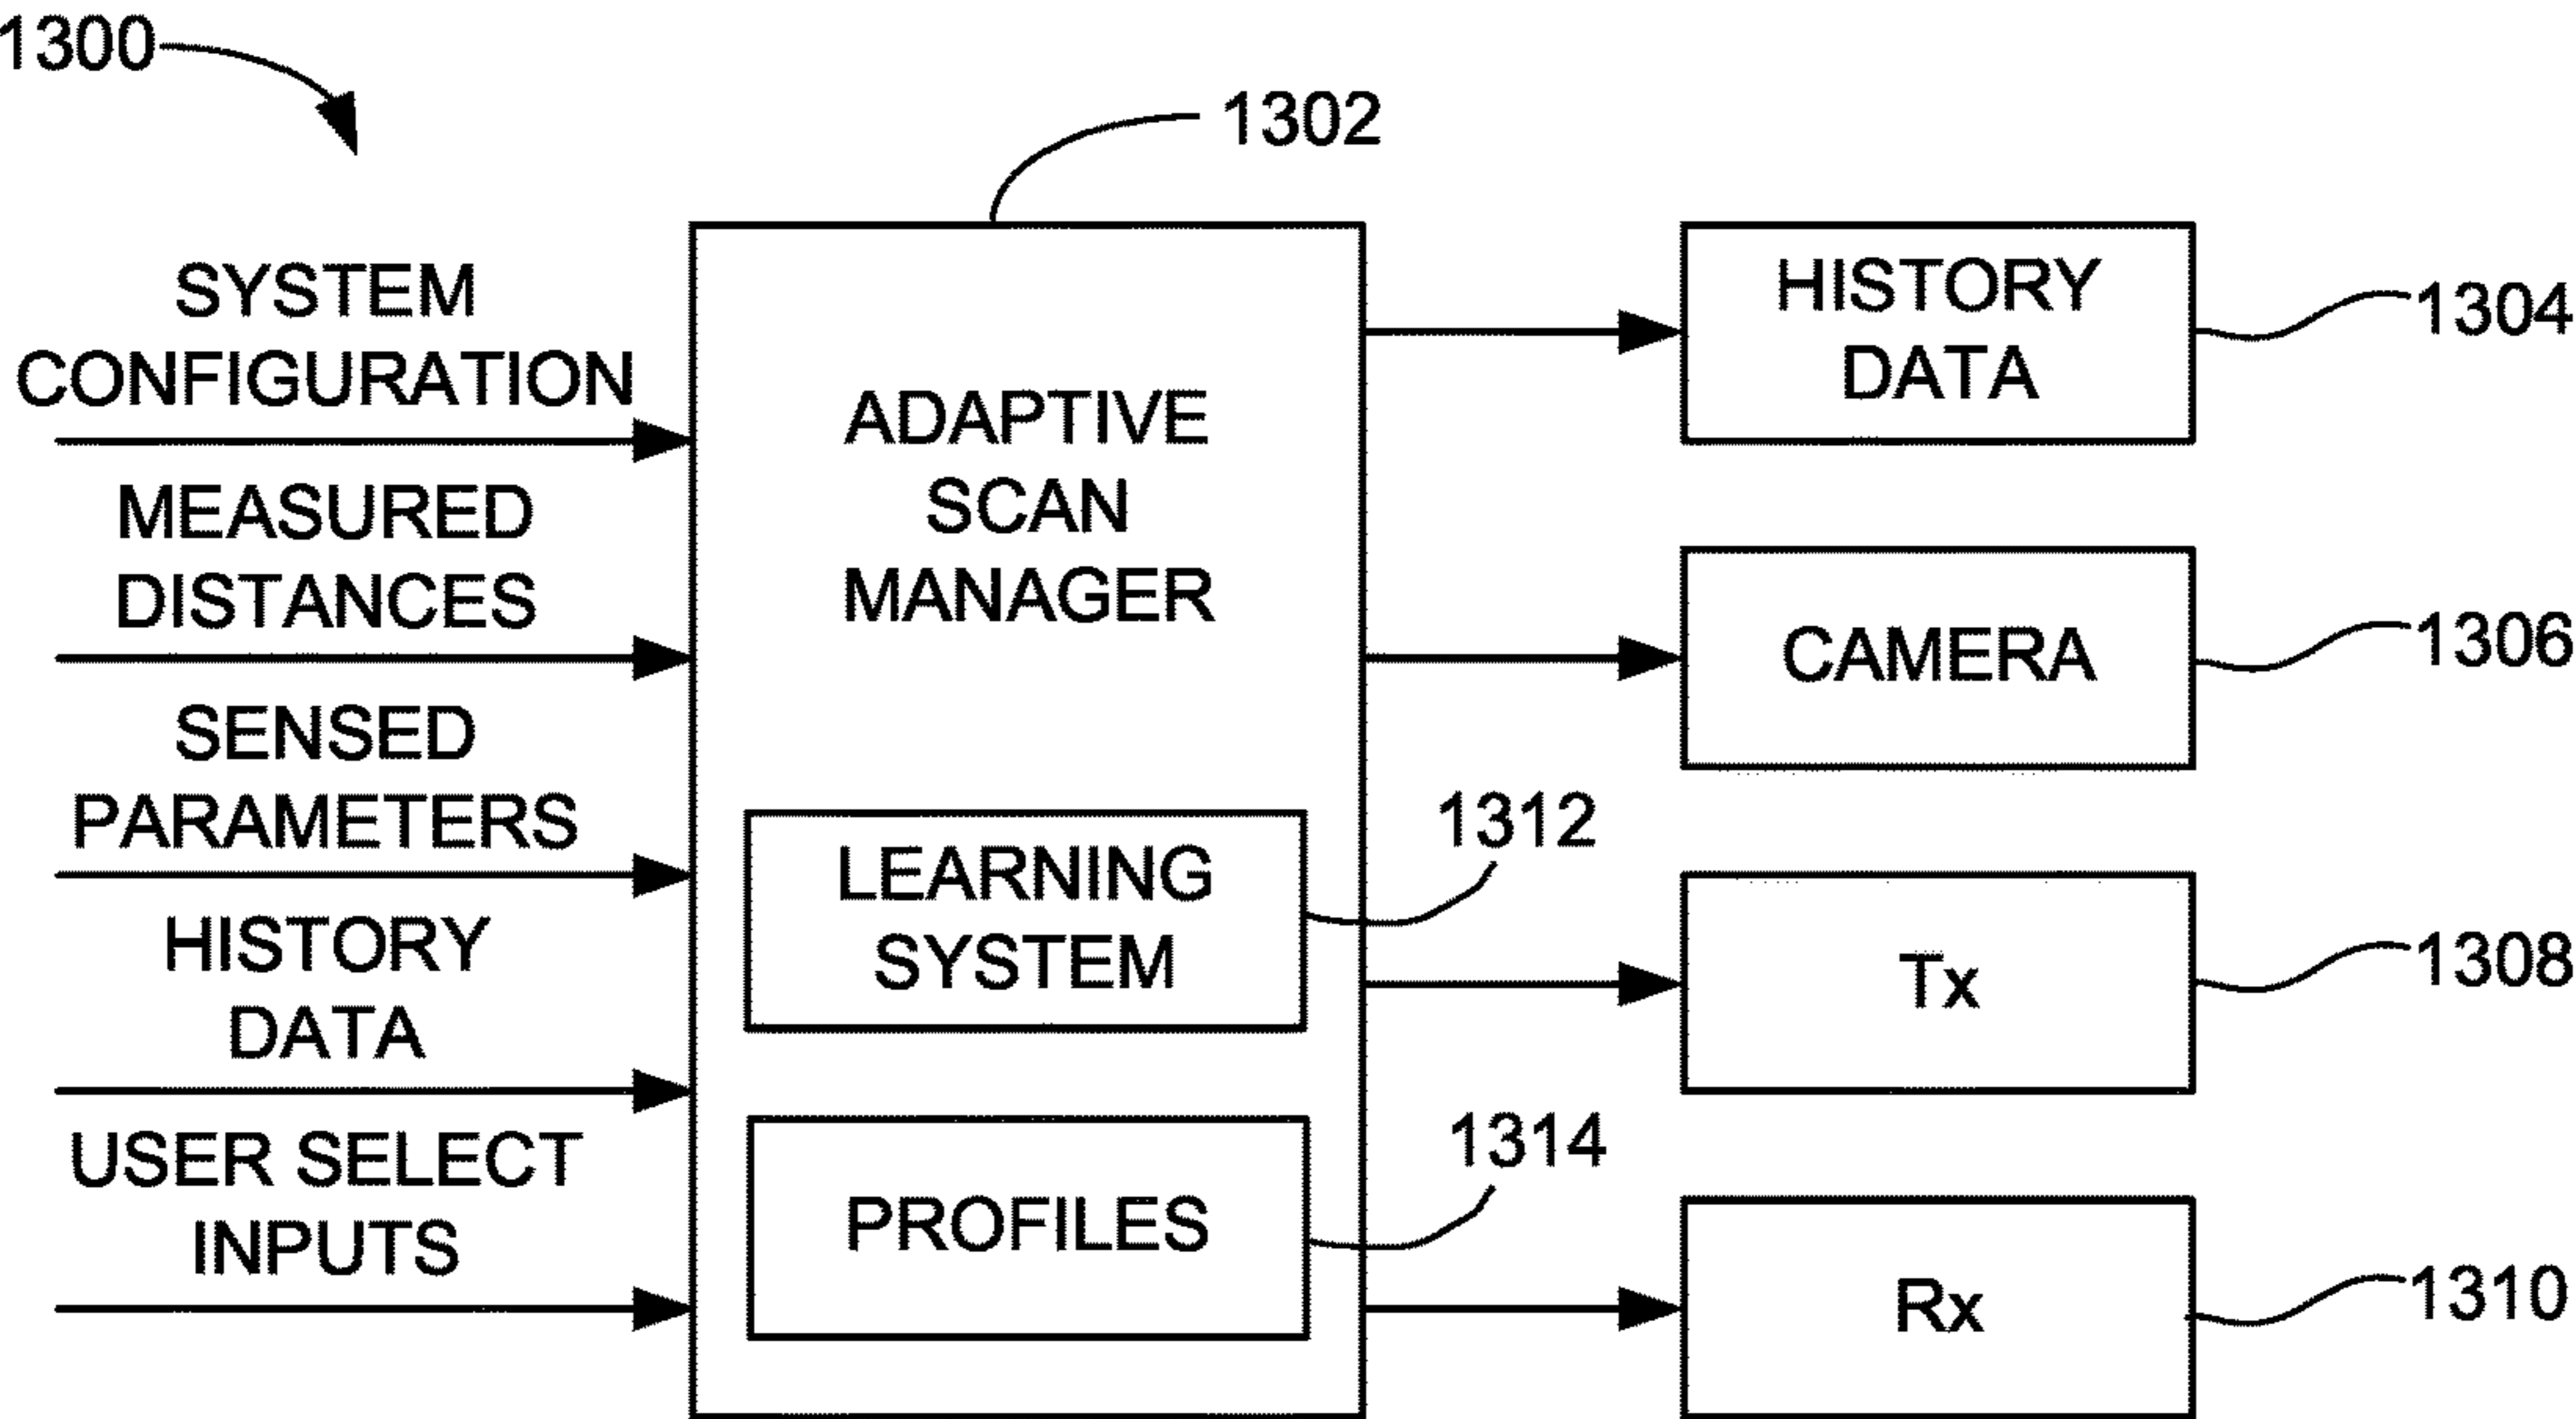 1300
1302
SYSTEM
CONFIGURATION
MEASURED
DISTANCES
SENSED
PARAMETERS
HISTORY
DATA
USER SELECT
INPUTS
ADAPTIVE
SCAN
MANAGER
LEARNING
SYSTEM
1312
PROFILES
1314
HISTORY
DATA
1304
CAMERA
1306
Tx
1308
Rx
1310